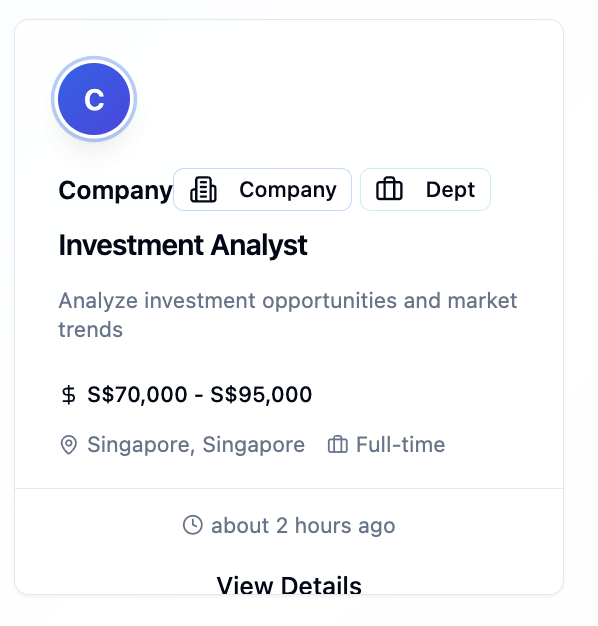 C
Company Company Dept
Investment Analyst
Analyze investment opportunities and market
trends
$ S$70,000 - S$95,000
Singapore, Singapore Full-time
about 2 hours ago
View Details